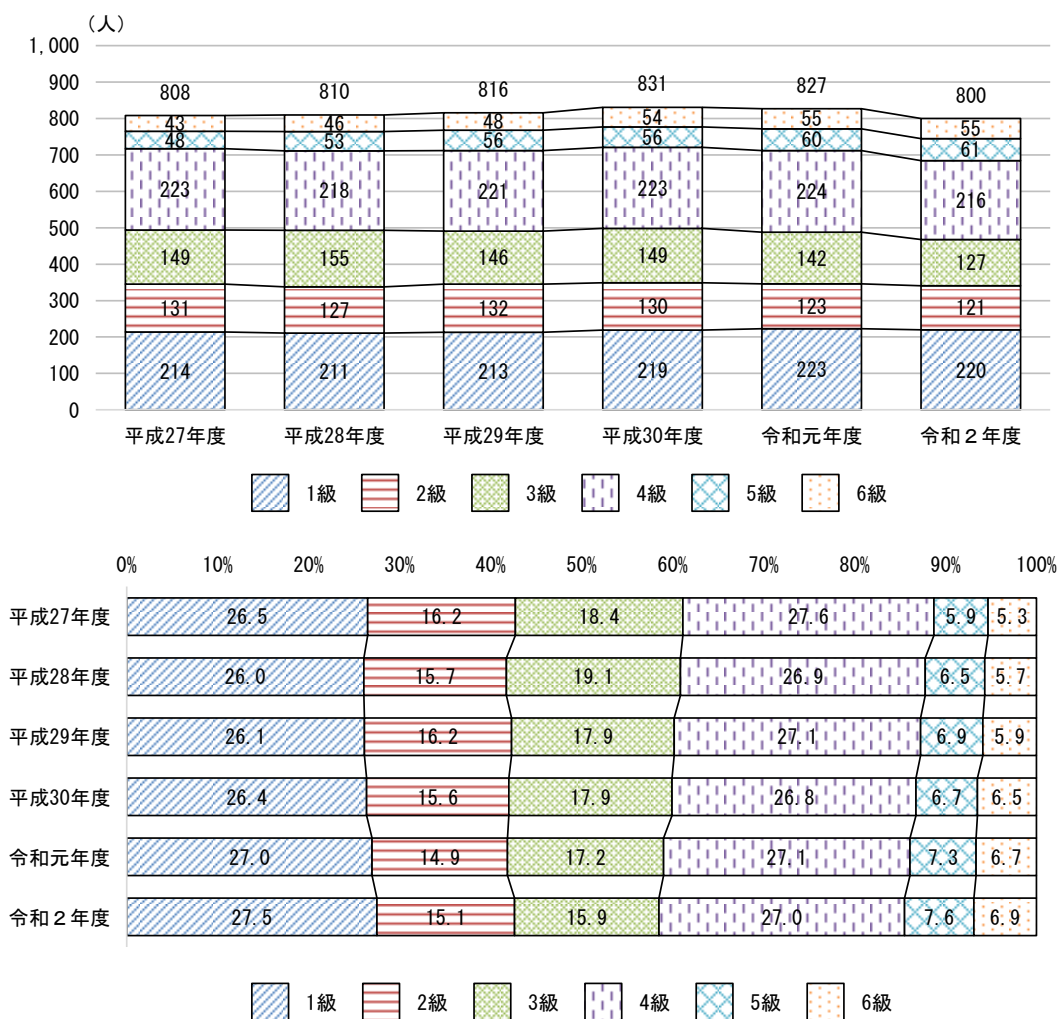 (人)
1,000
900
800
700
600
500
400
300
200
100
0
808 810 816 831 827 800
43 46 48 54 55 55
48 53 56 56 60 61
223 218 221 223 224 216
149 155 146 149 142 127
131 127 132 130 123 121
214 211 213 219 223 220
平成27年度 平成28年度 平成29年度 平成30年度 令和元年度 令和2年度
1級 2級 3級 4級 5級 6級
0% 10% 20% 30% 40% 50% 60% 70% 80% 90% 100%
平成27年度 26.5 16.2 18.4 27.6 5.9 5.3
平成28年度 26.0 15.7 19.1 26.9 6.5 5.7
平成29年度 26.1 16.2 17.9 27.1 6.9 5.9
平成30年度 26.4 15.6 17.9 26.8 6.7 6.5
令和元年度 27.0 14.9 17.2 27.1 7.3 6.7
令和2年度 27.5 15.1 15.9 27.0 7.6 6.9
1級 2級 3級 4級 5級 6級